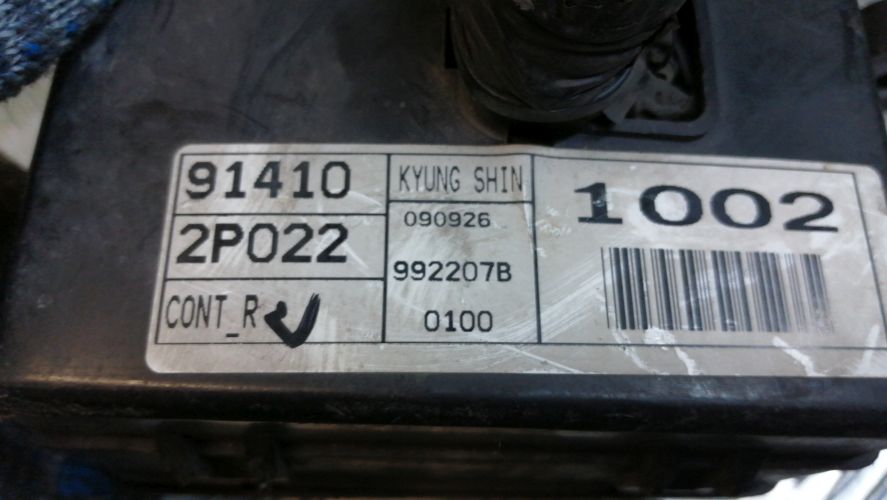 91410
2P022
CONT_R
KYUNG SHIN
090926
992207B
0100
1002